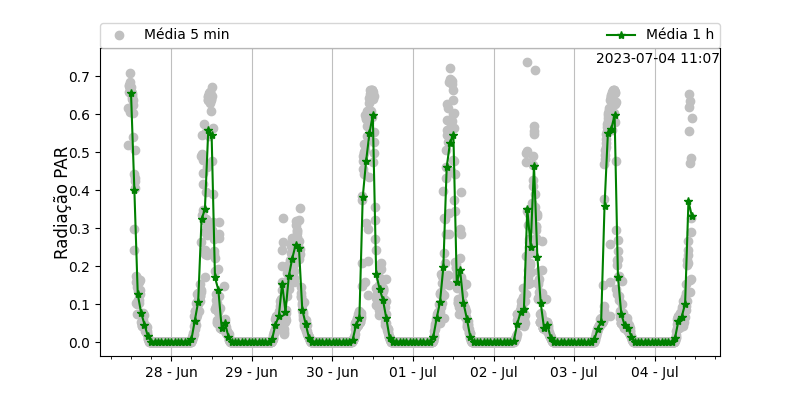 Média 5 min
Média 1 h
2023-07-04 11:07
Radiação PAR
0.7
0.6
0.5
0.4
0.3
0.2
0.1
0.0
28 - Jun
29 - Jun
30 - Jun
01 - Jul
02 - Jul
03 - Jul
04 - Jul